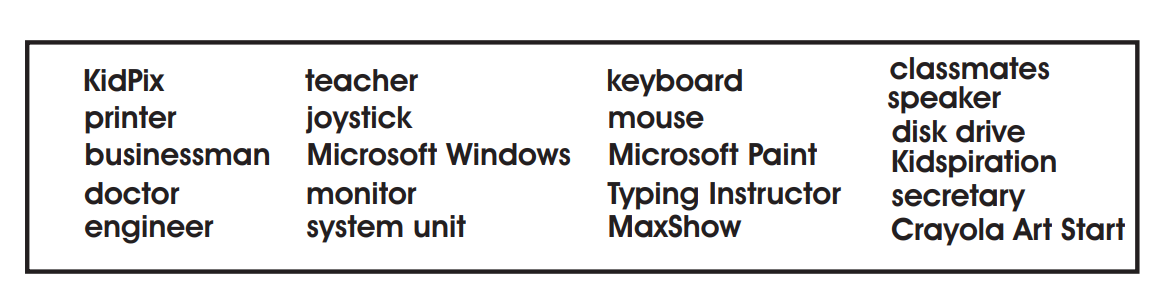 KidPix
printer
businessman
doctor
engineer
teacher
joystick
Microsoft Windows
monitor
system unit
keyboard
mouse
Microsoft Paint
Typing Instructor
MaxShow
classmates
speaker
disk drive
Kidspiration
secretary
Crayola Art Start